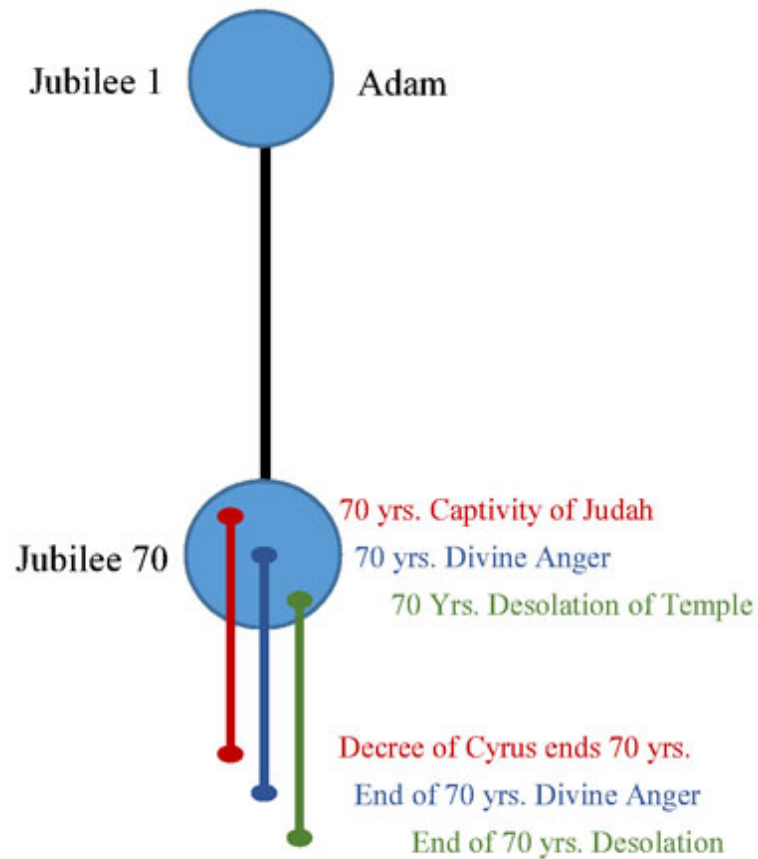 Jubilee 1
Adam
70 yrs. Captivity of Judah
Jubilee 70
70 yrs. Divine Anger
70 Yrs. Desolation of Temple
Decree of Cyrus ends 70 yrs.
End of 70 yrs. Divine Anger
End of 70 yrs. Desolation